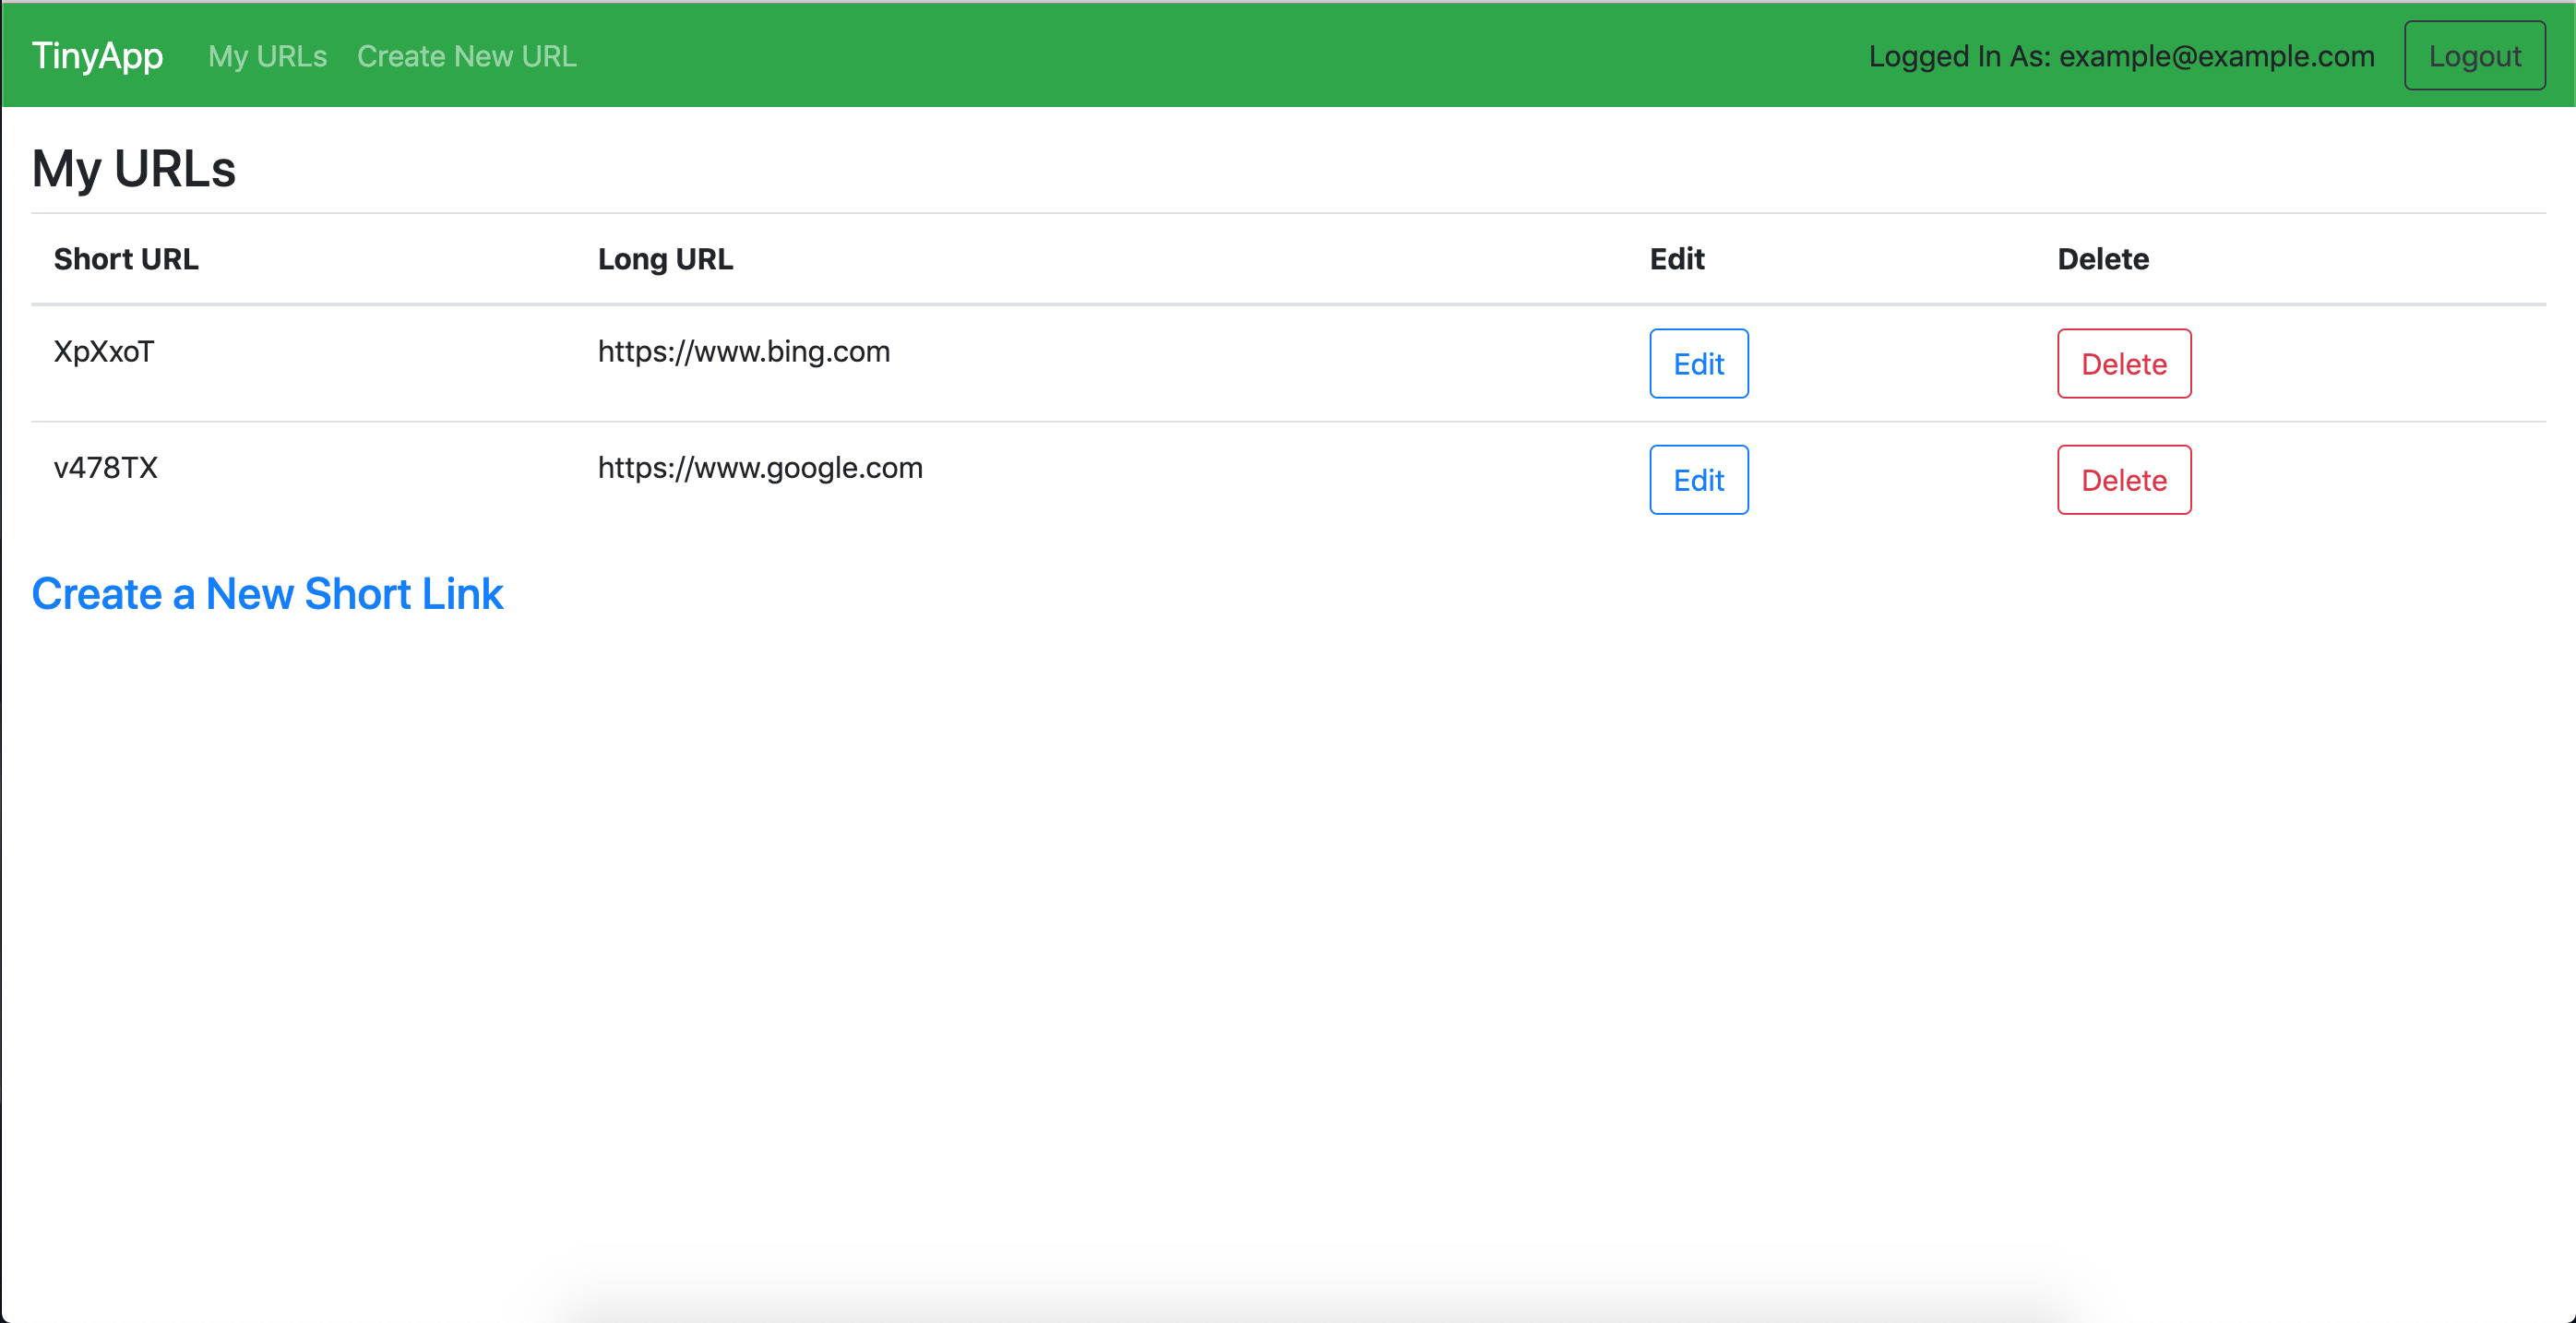 TinyApp My URLs Create New URL Logged In As: example@example.com Logout
My URLs
Short URL Long URL Edit Delete
XpXxoT https://www.bing.com Edit Delete
v478TX https://www.google.com Edit Delete
Create a New Short Link